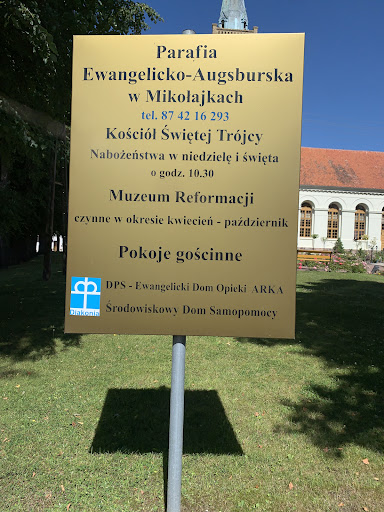 Parafia
Ewangelicko-Augsburska
w Mikołajkach
tel. 87 42 16 293
Kościół Świętej Trójcy
Nabożeństwa w niedzielę i święta
o godz. 10.30
Muzeum Reformacji
czynne w okresie kwiecień - październik
Pokoje gościnne
DPS - Ewangelicki Dom Opieki ARKA
Środowiskowy Dom Samopomocy
Diakonia